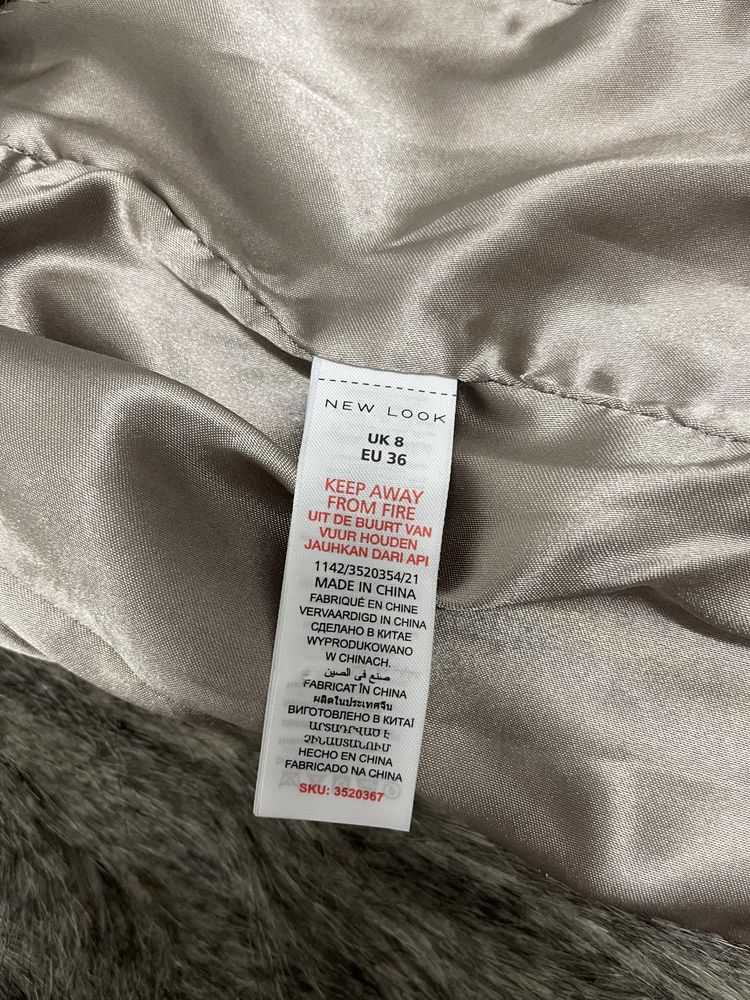 NEW LOOK
UK 8
EU 36
KEEP AWAY
FROM FIRE
UIT DE BUURT VAN
VUUR HOUDEN
JAUHKAN DARI API
1142/3520354/21
MADE IN CHINA
FABRIQUÉ EN CHINE
VERVAARDIGD IN CHINA
СДЕЛАНО В КИТАЕ
WYPRODUKOWANO
W CHINACH.
صنع في الصين
FABRICAT ÎN CHINA
ผลิตในประเทศจีน
ВИГОТОВЛЕНО В КИТАЇ
ԱՐՏԱԴՐՎԱԾ Է
ՉԻՆԱՍՏԱՆՈՒՄ
HECHO EN CHINA
FABRICADO NA CHINA
SKU: 3520367